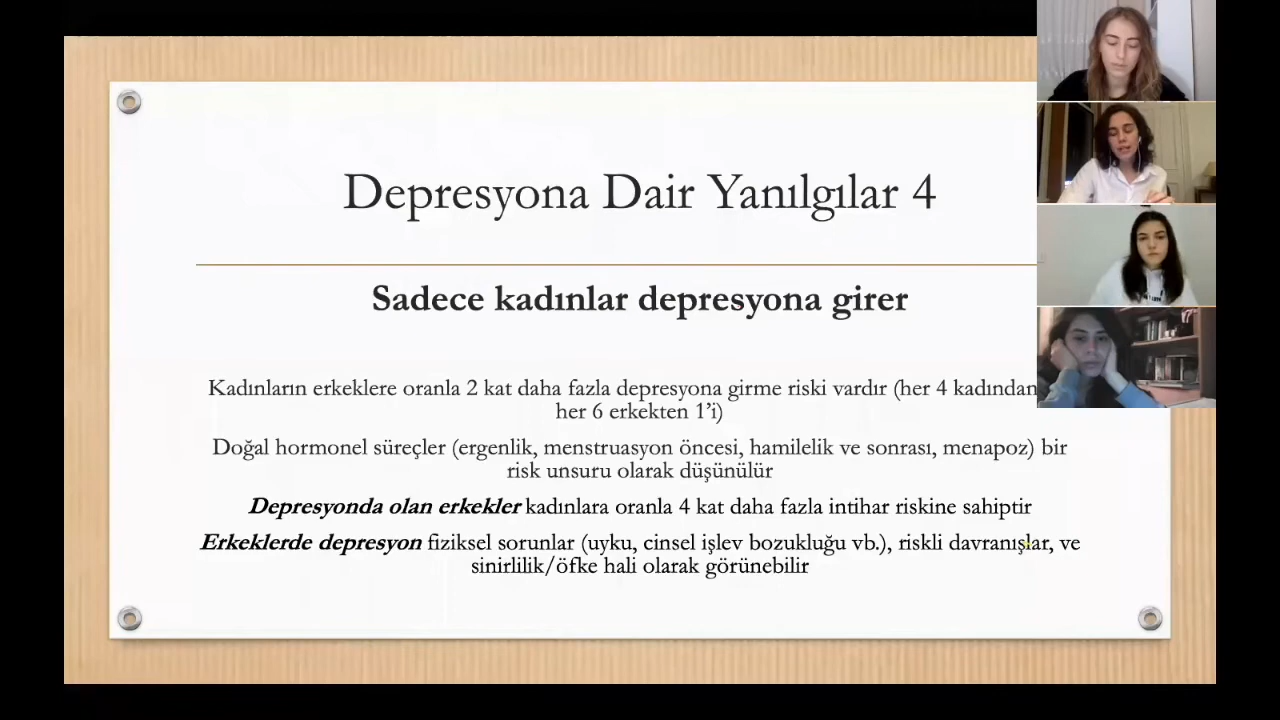 Depresyona Dair Yanılgılar 4
Sadece kadınlar depresyona girer
Kadınların erkeklere oranla 2 kat daha fazla depresyona girme riski vardır (her 4 kadından
her 6 erkekten 1’i)
Doğal hormonel süreçler (ergenlik, menstruasyon öncesi, hamilelik ve sonrası, menapoz) bir
risk unsuru olarak düşünülür
Depresyonda olan erkekler kadınlara oranla 4 kat daha fazla intihar riskine sahiptir
Erkeklerde depresyon fiziksel sorunlar (uyku, cinsel işlev bozukluğu vb.), riskli davranışlar, ve
sinirlilik/öfke hali olarak görünebilir